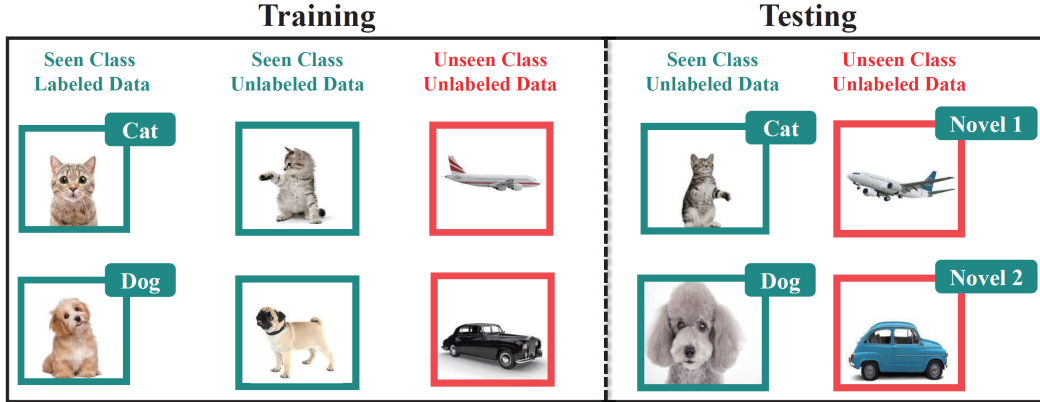 Training
Testing
Seen Class
Labeled Data
Seen Class
Unlabeled Data
Unseen Class
Unlabeled Data
Seen Class
Unlabeled Data
Unseen Class
Unlabeled Data
Cat
Cat
Novel 1
Dog
Dog
Novel 2